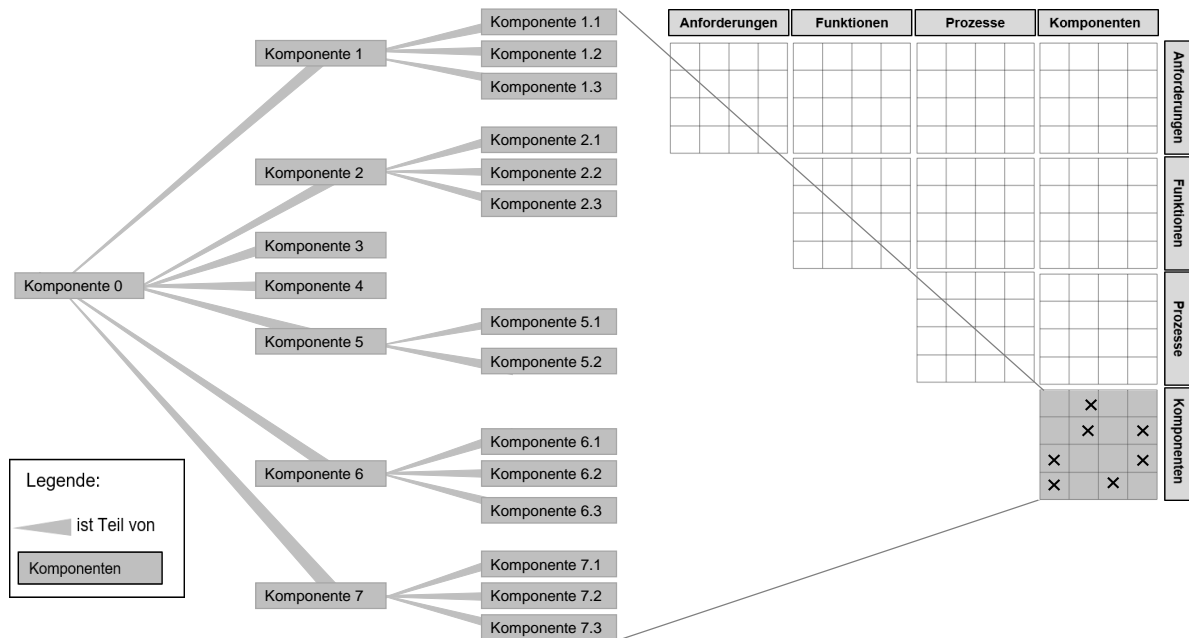 Komponente 0
Komponente 1
Komponente 2
Komponente 3
Komponente 4
Komponente 5
Komponente 6
Komponente 7
Komponente 1.1
Komponente 1.2
Komponente 1.3
Komponente 2.1
Komponente 2.2
Komponente 2.3
Komponente 5.1
Komponente 5.2
Komponente 6.1
Komponente 6.2
Komponente 6.3
Komponente 7.1
Komponente 7.2
Komponente 7.3
Legende:
ist Teil von
Komponenten
Anforderungen
Funktionen
Prozesse
Komponenten
Anforderungen
Funktionen
Prozesse
Komponenten